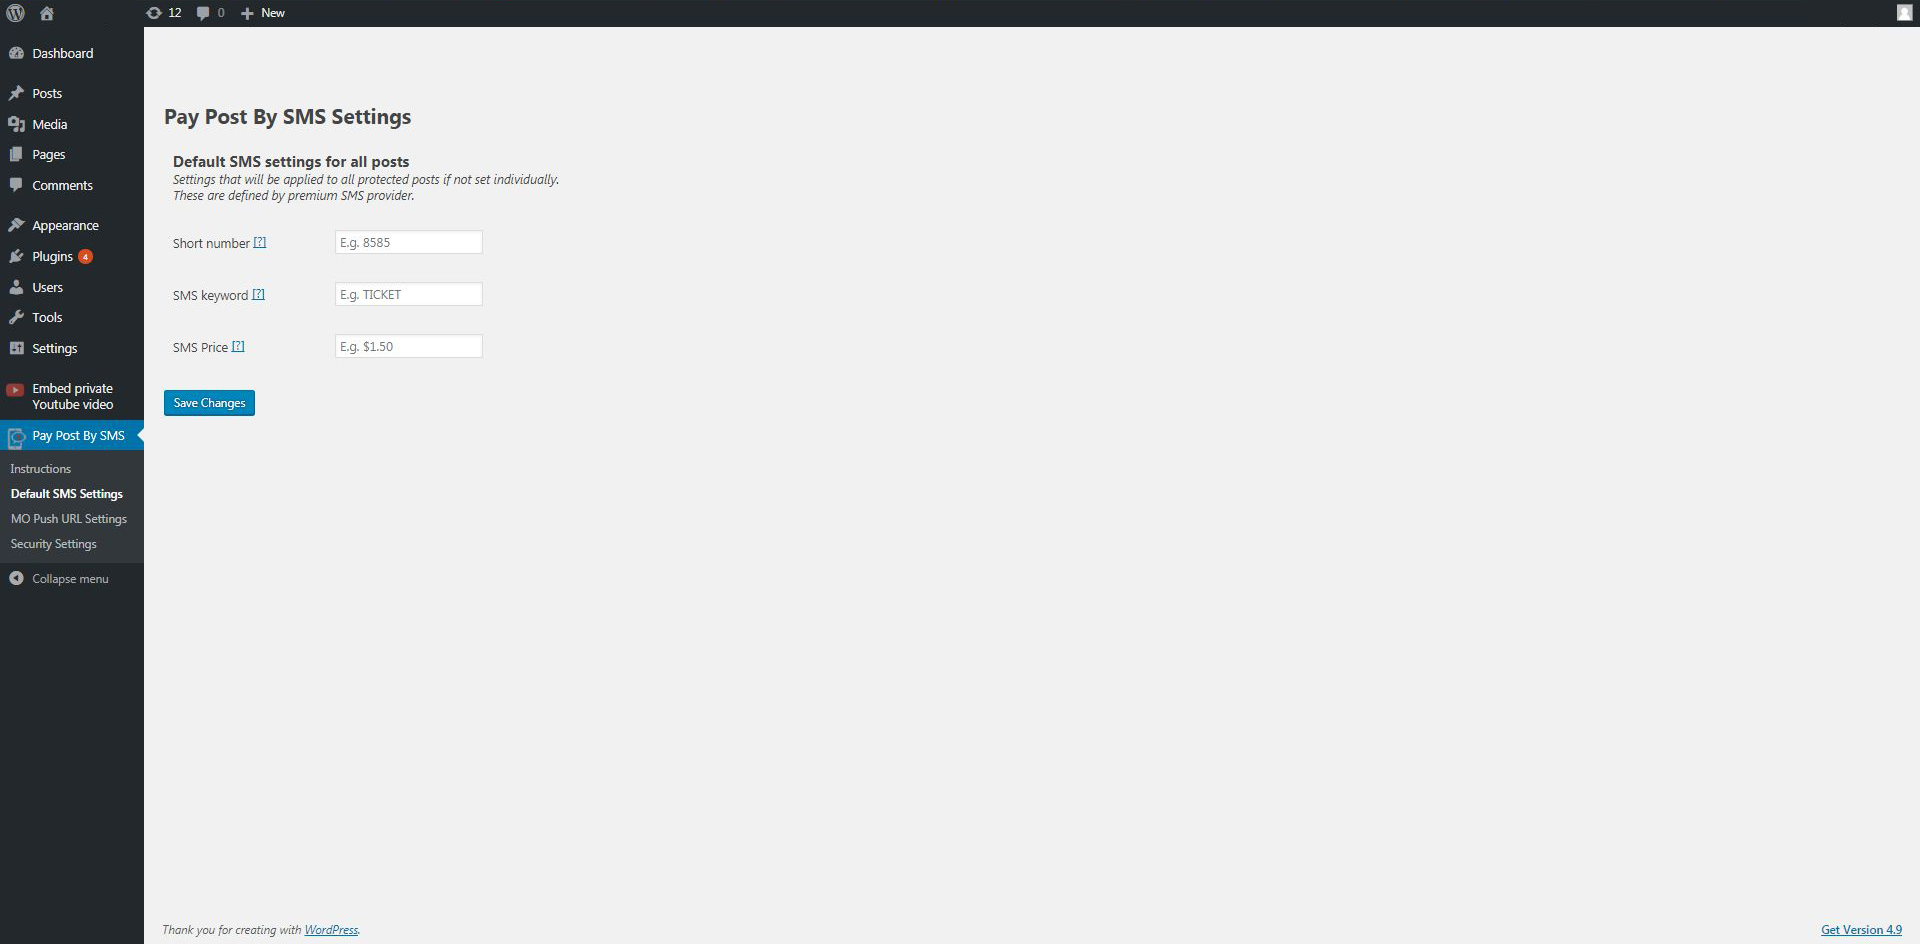 12 0 New
Dashboard
Posts
Media
Pages
Comments
Appearance
Plugins 4
Users
Tools
Settings
Embed private
Youtube video
Pay Post By SMS
Instructions
Default SMS Settings
MO Push URL Settings
Security Settings
Collapse menu
Pay Post By SMS Settings
Default SMS settings for all posts
Settings that will be applied to all protected posts if not set individually.
These are defined by premium SMS provider.
Short number [?] E.g. 8585
SMS keyword [?] E.g. TICKET
SMS Price [?] E.g. $1.50
Save Changes
Thank you for creating with WordPress.
Get Version 4.9